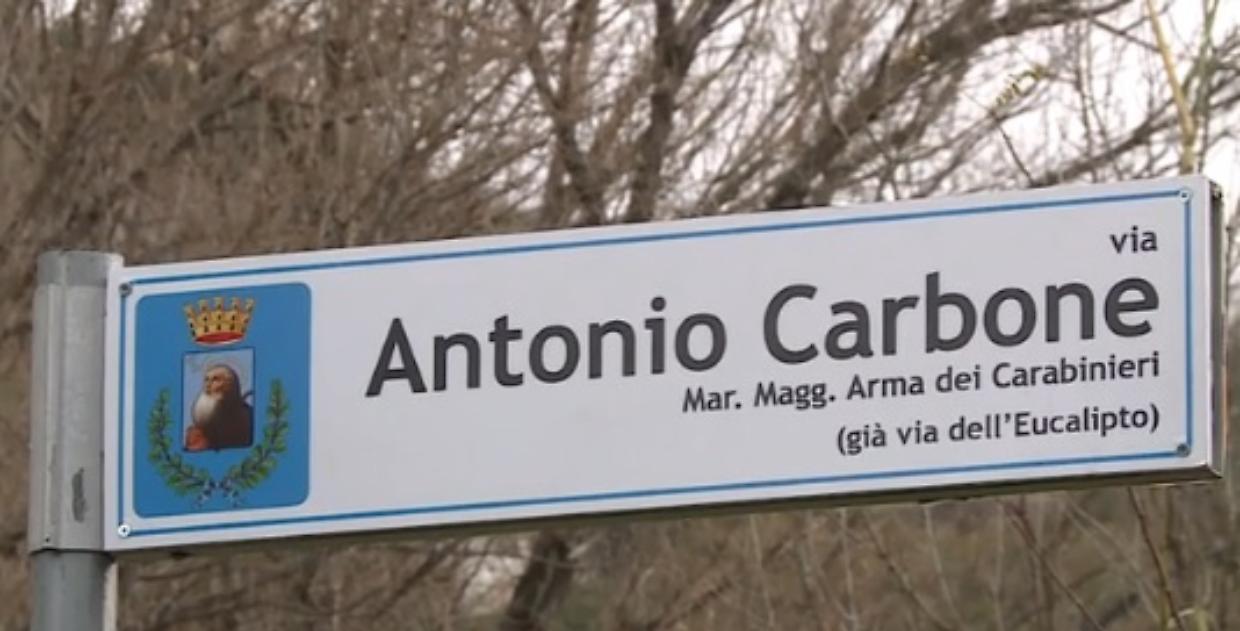 via
Antonio Carbone
Mar. Magg. Arma dei Carabinieri
(già via dell'Eucalipto)